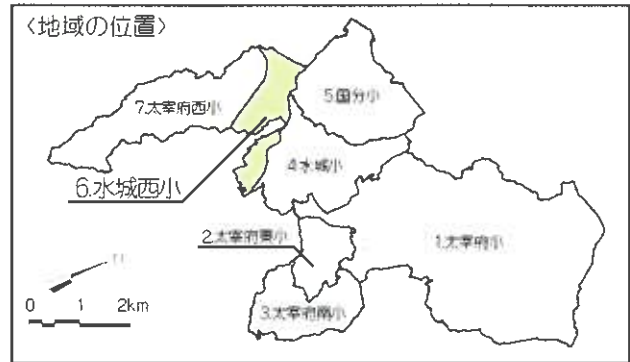 〈地域の位置〉
5.国分小
7.太宰府西小
4.水城小
6.水城西小
2.太宰府東小
1.太宰府小
3.太宰府南小
0 1 2km